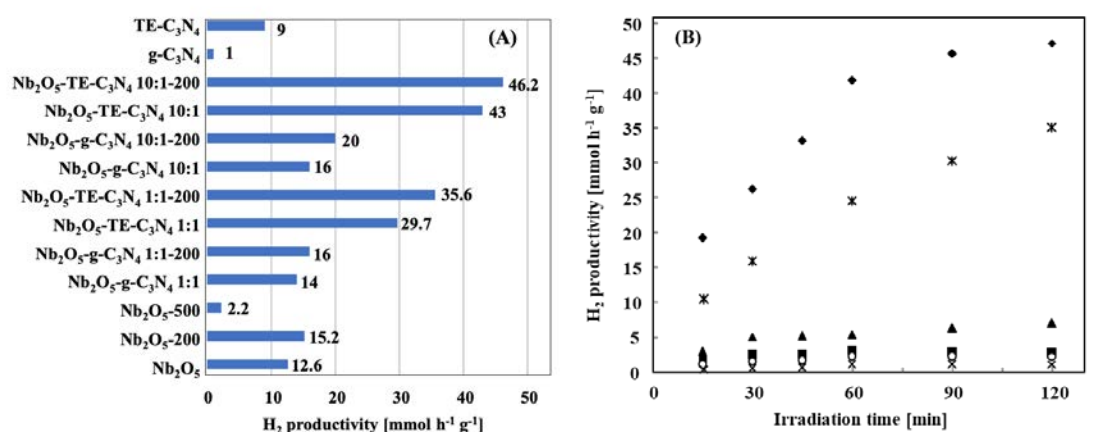 (A)
TE-C₃N₄ 9
g-C₃N₄ 1
Nb₂O₅-TE-C₃N₄ 10:1-200 46.2
Nb₂O₅-TE-C₃N₄ 10:1 43
Nb₂O₅-g-C₃N₄ 10:1-200 20
Nb₂O₅-g-C₃N₄ 10:1 16
Nb₂O₅-TE-C₃N₄ 1:1-200 35.6
Nb₂O₅-TE-C₃N₄ 1:1 29.7
Nb₂O₅-g-C₃N₄ 1:1-200 16
Nb₂O₅-g-C₃N₄ 1:1 14
Nb₂O₅-500 2.2
Nb₂O₅-200 15.2
Nb₂O₅ 12.6
0 10 20 30 40 50
H₂ productivity [mmol h⁻¹ g⁻¹]
(B)
H₂ productivity [mmol h⁻¹ g⁻¹]
50
45
40
35
30
25
20
15
10
5
0
0 30 60 90 120
Irradiation time [min]